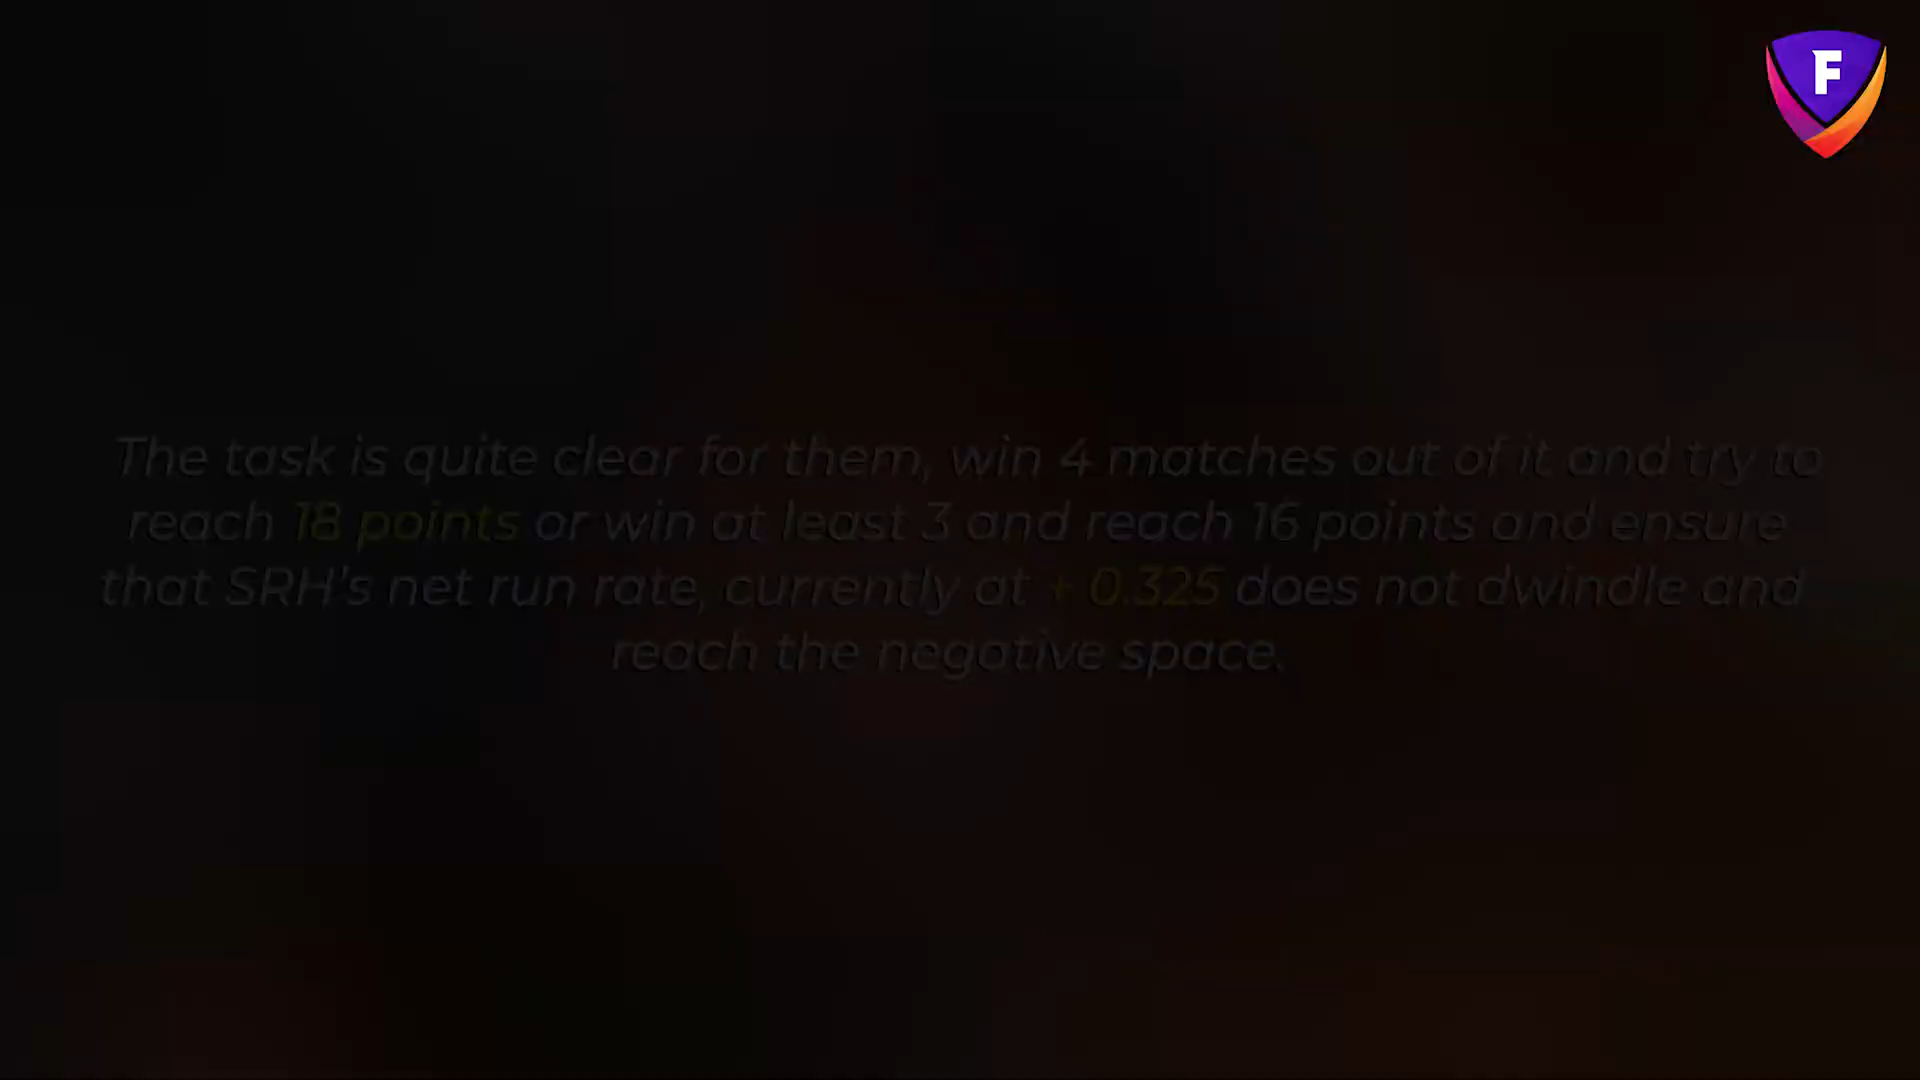 F
The task is quite clear for them, win 4 matches out of it and try to
reach 18 points or win at least 3 and reach 16 points and ensure
that SRH's net run rate, currently at + 0.325 does not dwindle and
reach the negative space.